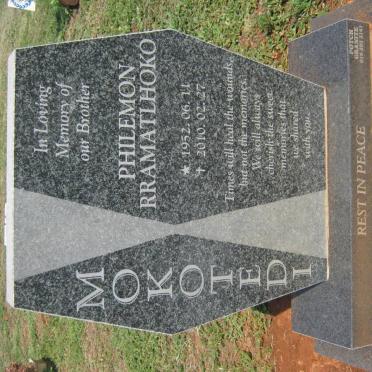 In Loving
Memory of
our Brother
PHILEMON
RRAMATLHOKO
★ 1952.06.11
✝ 2010.02.27
Times will heal the wounds,
but not the memories.
We will always
cherish the sweet
memories that
we shared
with you.
MOKOTEDI
REST IN PEACE